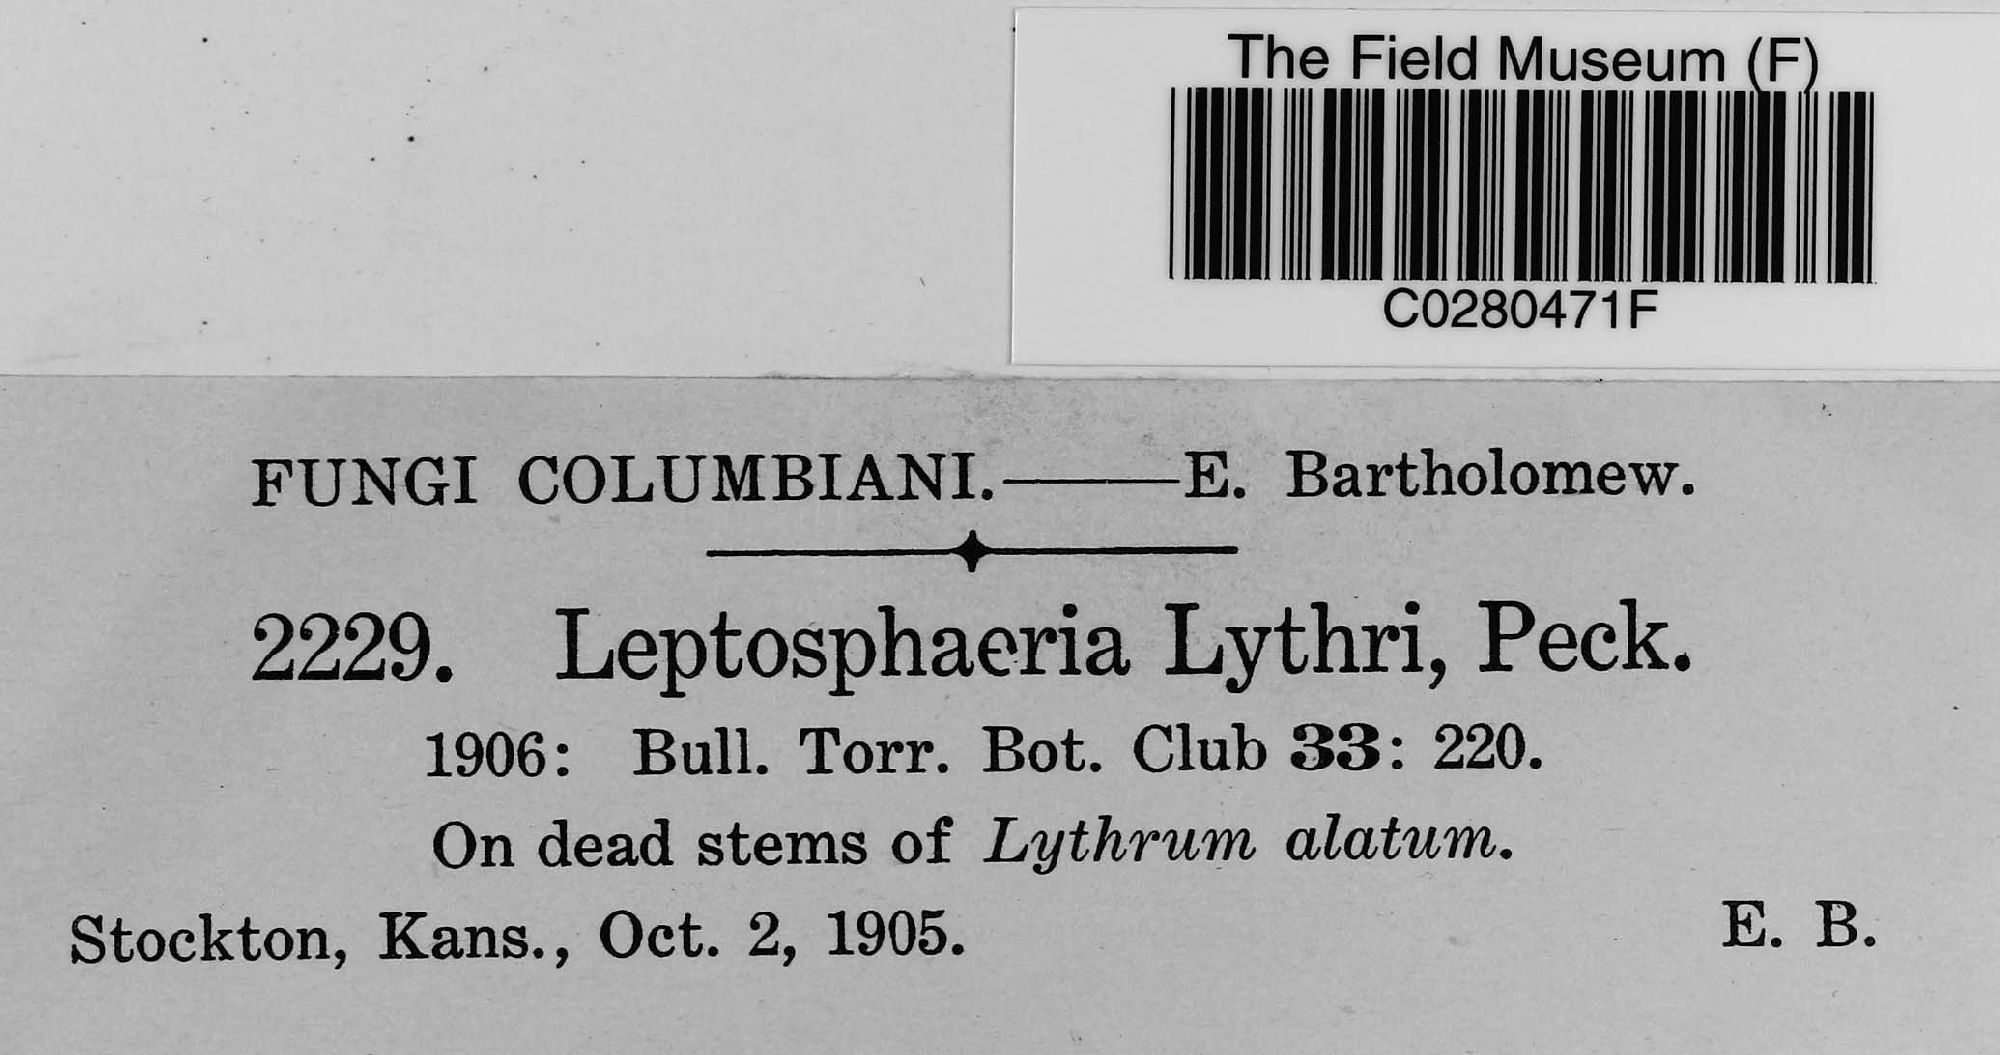 The Field Museum (F)
C0280471F
FUNGI COLUMBIANI.——E. Bartholomew.
2229. Leptosphaeria Lythri, Peck.
1906: Bull. Torr. Bot. Club 33: 220.
On dead stems of Lythrum alatum.
Stockton, Kans., Oct. 2, 1905. E. B.